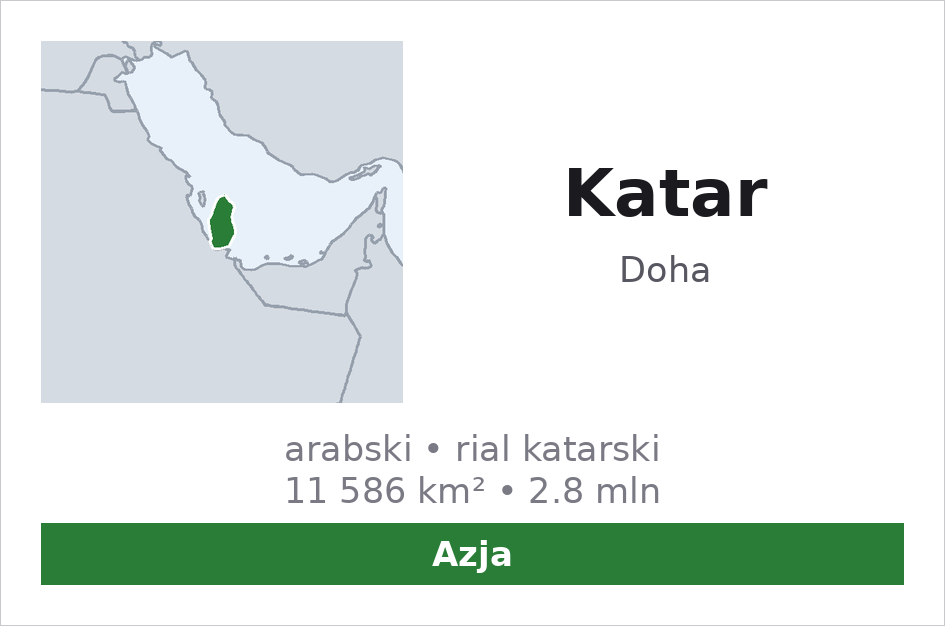 Katar
Doha
arabski • rial katarski
11 586 km² • 2.8 mln
Azja